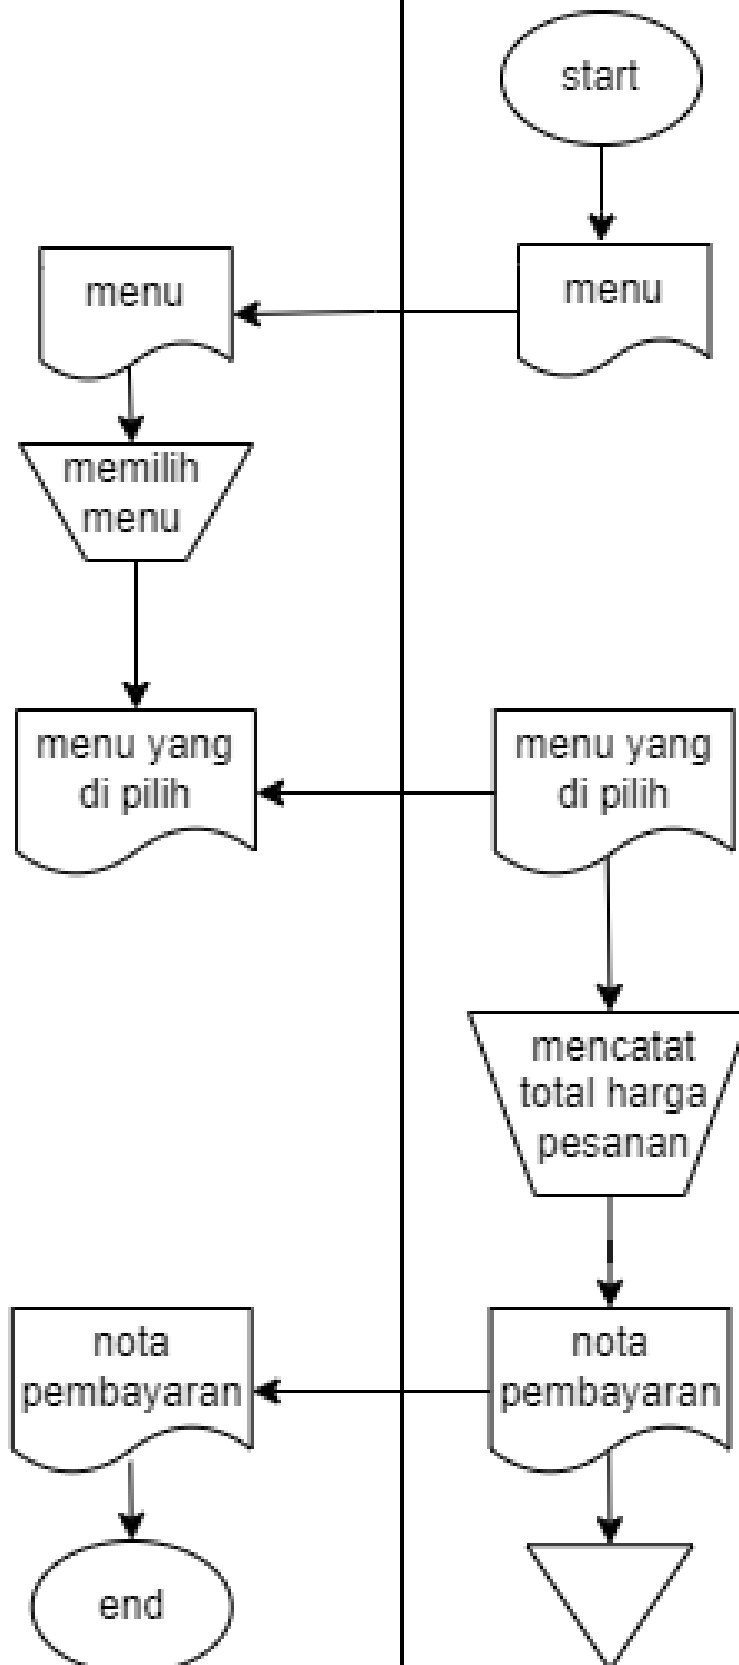 start
menu
menu
memilih
menu
menu yang
di pilih
menu yang
di pilih
mencatat
total harga
pesanan
nota
pembayaran
nota
pembayaran
end